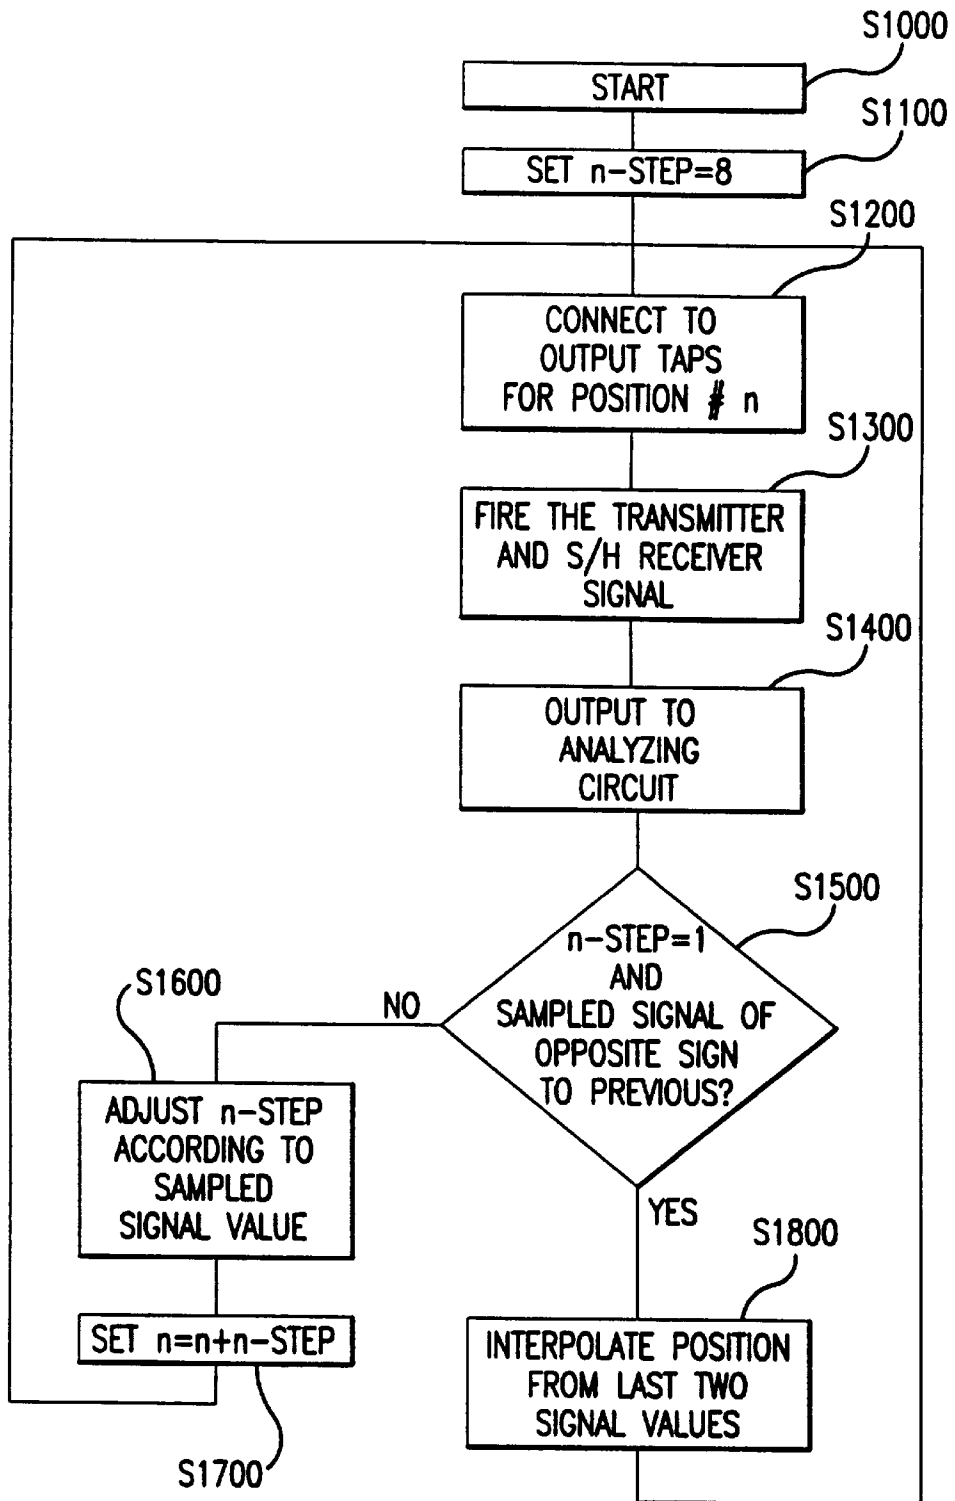 S1000
START
S1100
SET n-STEP=8
S1200
CONNECT TO
OUTPUT TAPS
FOR POSITION # n
S1300
FIRE THE TRANSMITTER
AND S/H RECEIVER
SIGNAL
S1400
OUTPUT TO
ANALYZING
CIRCUIT
S1500
n-STEP=1
AND
SAMPLED SIGNAL OF
OPPOSITE SIGN
TO PREVIOUS?
NO
S1600
ADJUST n-STEP
ACCORDING TO
SAMPLED
SIGNAL VALUE
SET n=n+n-STEP
S1700
YES
S1800
INTERPOLATE POSITION
FROM LAST TWO
SIGNAL VALUES